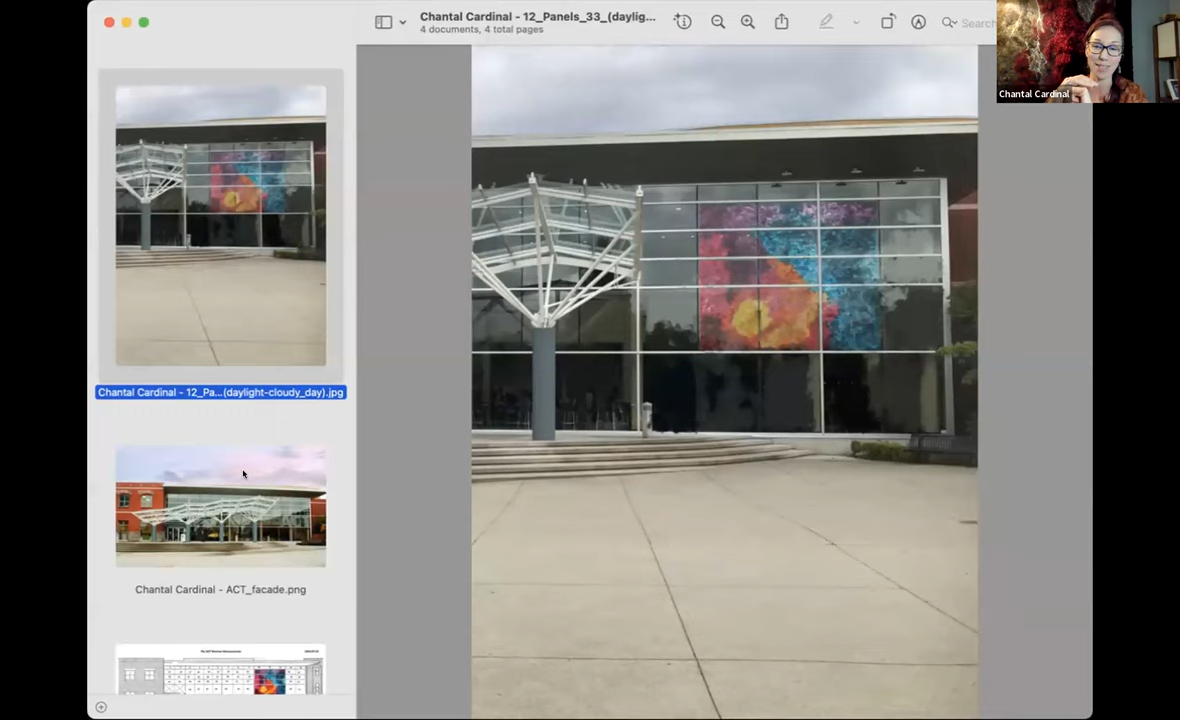 Chantal Cardinal - 12_Panels_33_(daylig...
4 documents, 4 total pages
Search
Chantal Cardinal
Chantal Cardinal - 12_Pa...(daylight-cloudy_day).jpg
Chantal Cardinal - ACT_facade.png